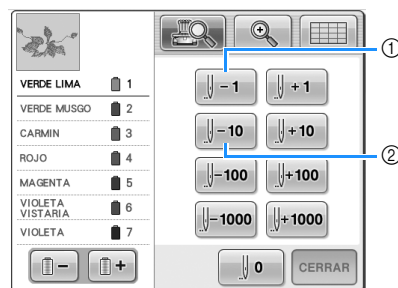 VERDE LIMA 1
VERDE MUSGO 2
CARMIN 3
ROJO 4
MAGENTA 5
VIOLETA
VISTARIA 6
VIOLETA 7
−1 +1 ①
−10 +10 ②
−100 +100
−1000 +1000
− + 0 CERRAR